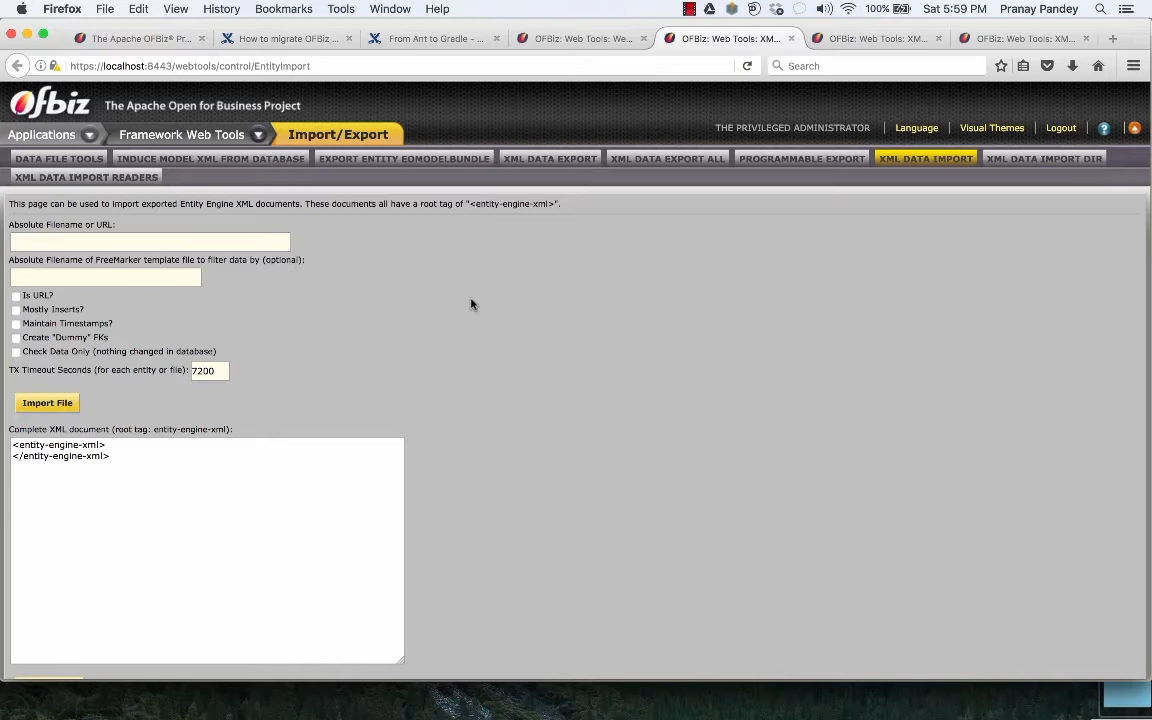 Firefox File Edit View History Bookmarks Tools Window Help 100% Sat 5:59 PM Pranay Pandey
The Apache OFBiz® Pr... How to migrate OFBiz ... From Ant to Gradle - ... OFBiz: Web Tools: We... OFBiz: Web Tools: XM... OFBiz: Web Tools: XM... OFBiz: Web Tools: XM...
https://localhost:8443/webtools/control/EntityImport Search
Ofbiz The Apache Open for Business Project
Applications Framework Web Tools Import/Export THE PRIVILEGED ADMINISTRATOR Language Visual Themes Logout ?
DATA FILE TOOLS INDUCE MODEL XML FROM DATABASE EXPORT ENTITY EOMODELBUNDLE XML DATA EXPORT XML DATA EXPORT ALL PROGRAMMABLE EXPORT XML DATA IMPORT XML DATA IMPORT DIR
XML DATA IMPORT READERS
This page can be used to import exported Entity Engine XML documents. These documents all have a root tag of "<entity-engine-xml>".
Absolute Filename or URL:
Absolute Filename of FreeMarker template file to filter data by (optional):
Is URL?
Mostly Inserts?
Maintain Timestamps?
Create "Dummy" FKs
Check Data Only (nothing changed in database)
TX Timeout Seconds (for each entity or file): 7200
Import File
Complete XML document (root tag: entity-engine-xml):
<entity-engine-xml>
</entity-engine-xml>